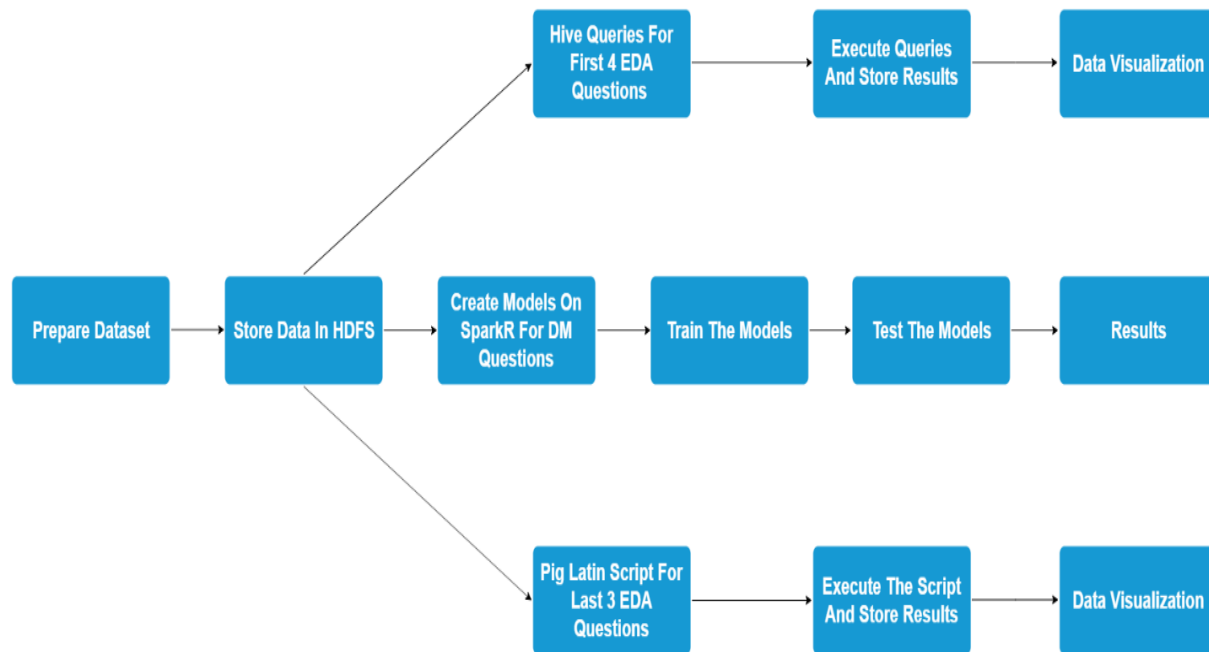 Hive Queries For
First 4 EDA
Questions
Execute Queries
And Store Results
Data Visualization
Prepare Dataset
Store Data In HDFS
Create Models On
SparkR For DM
Questions
Train The Models
Test The Models
Results
Pig Latin Script For
Last 3 EDA
Questions
Execute The Script
And Store Results
Data Visualization